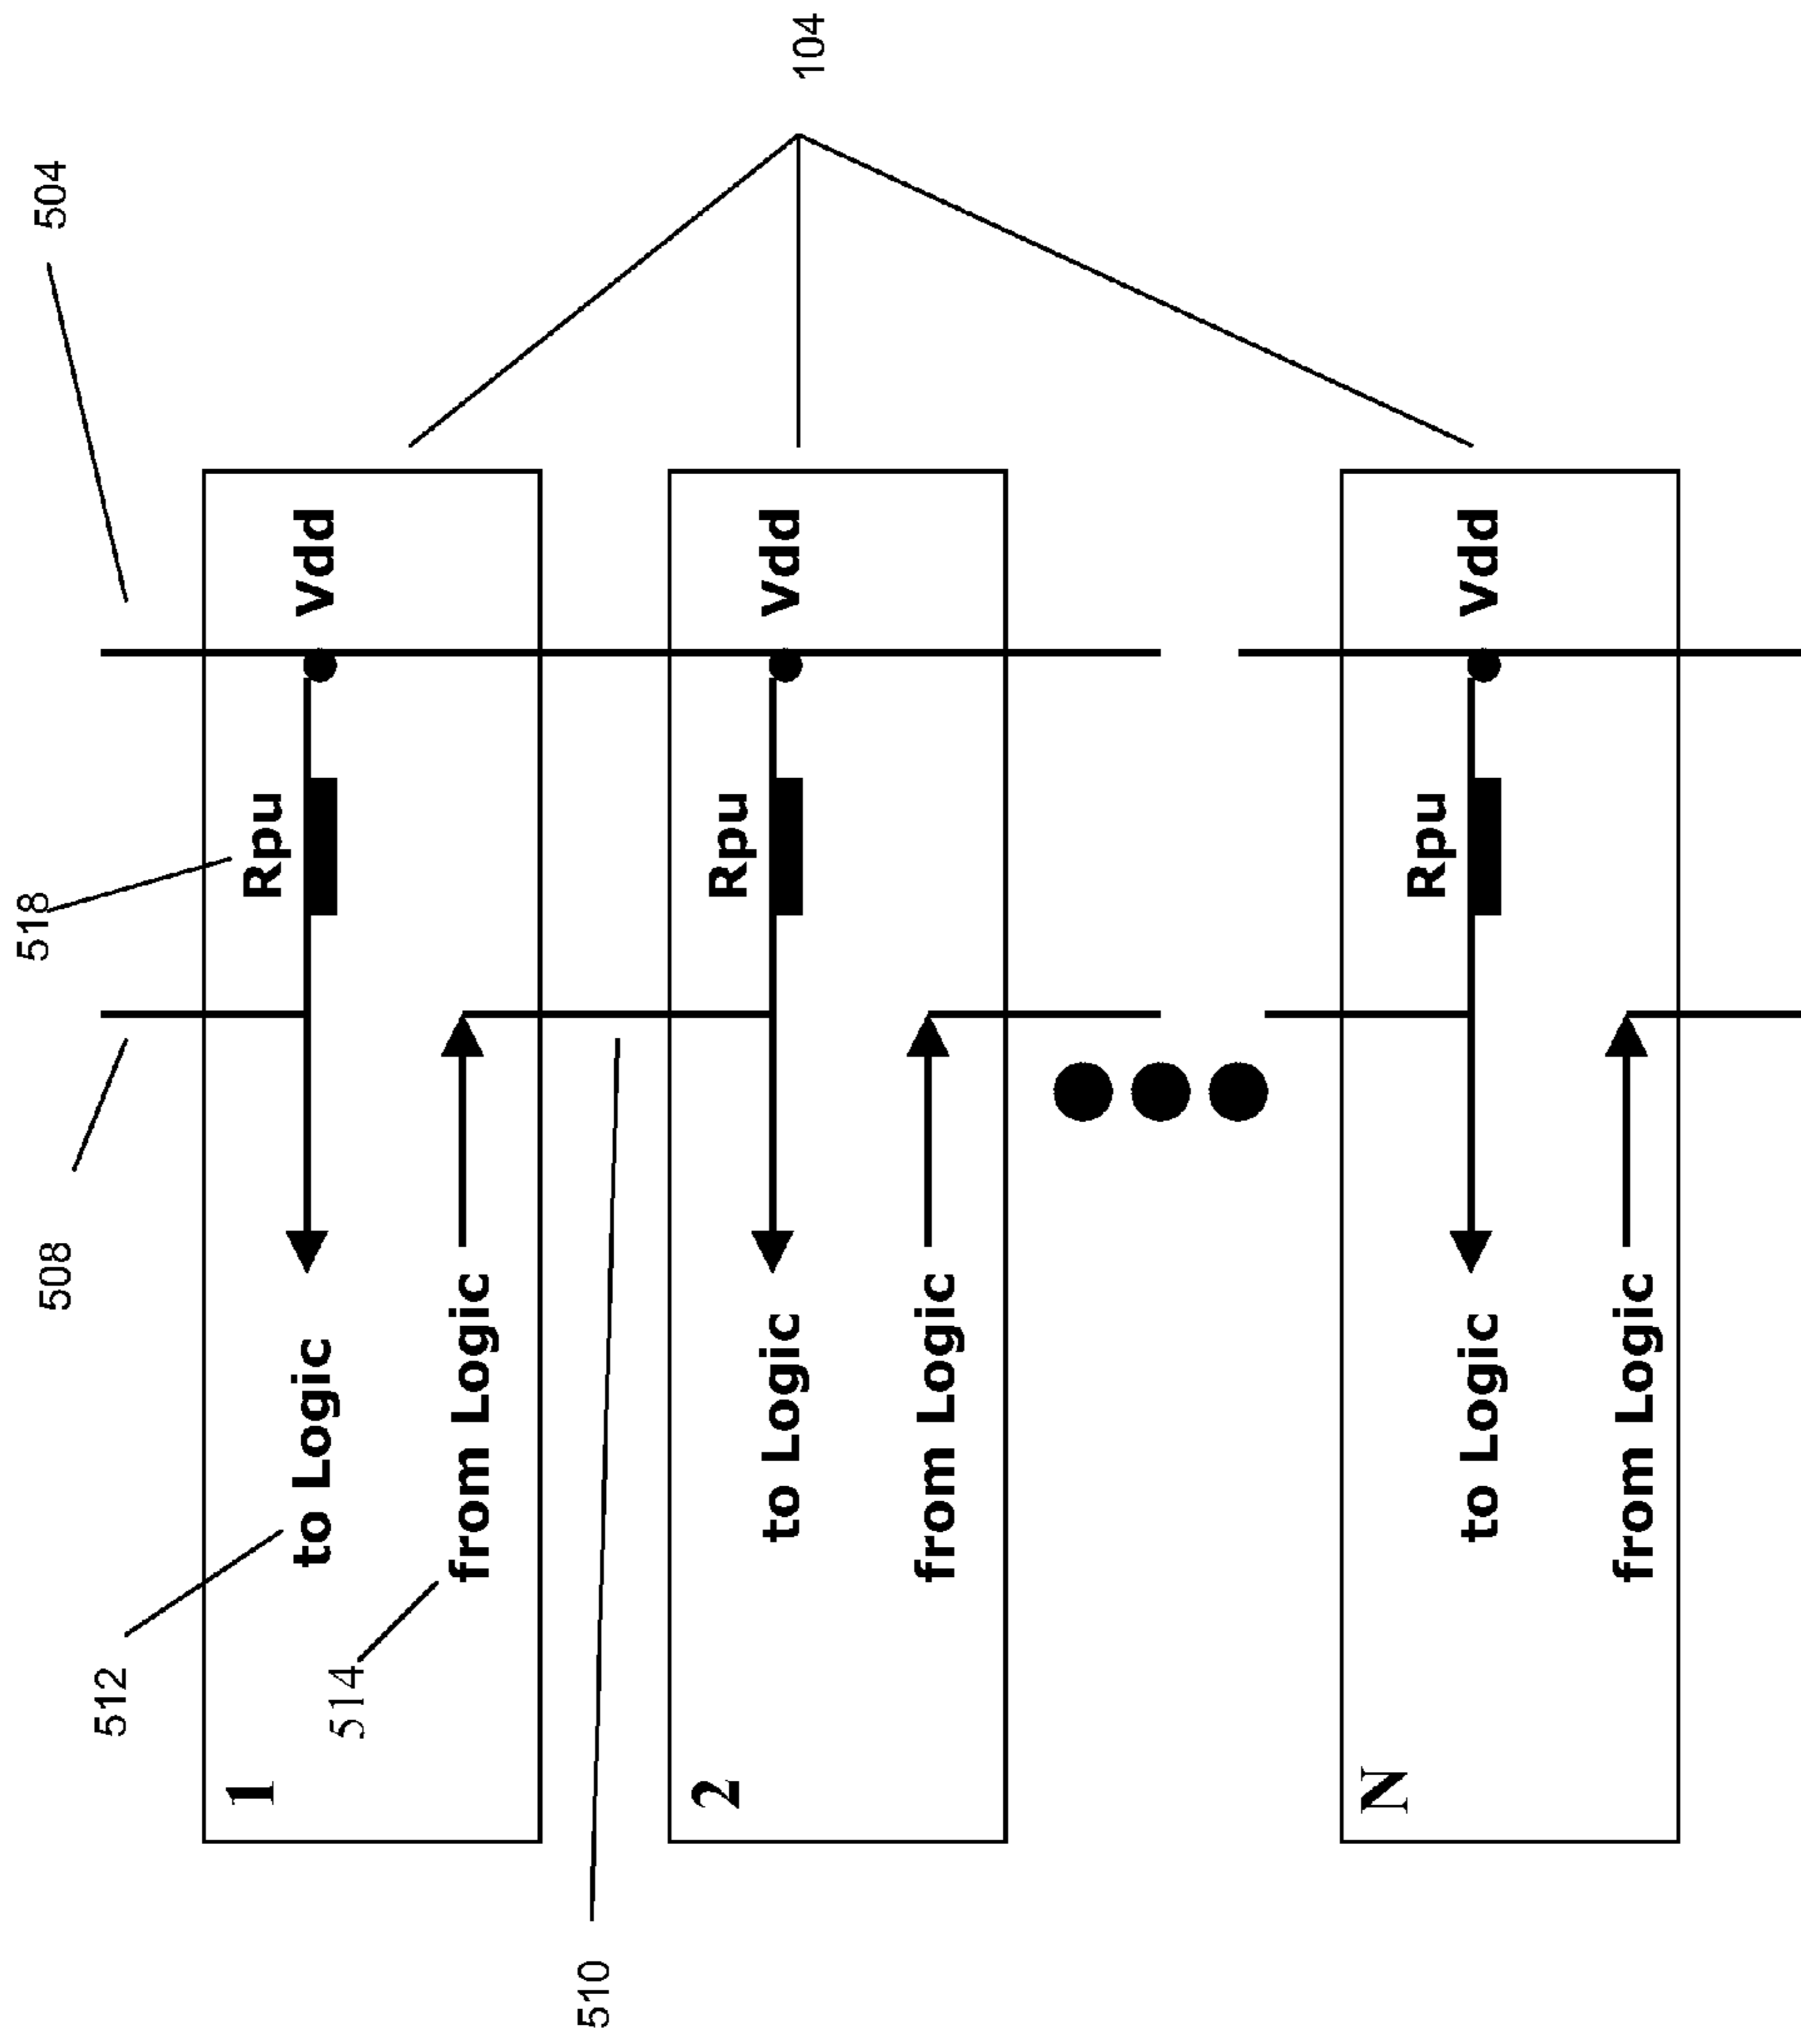 518
504
508
512
1
Rpu
to Logic
Vdd
514
from Logic
510
2
Rpu
to Logic
Vdd
104
from Logic
N
Rpu
to Logic
Vdd
from Logic